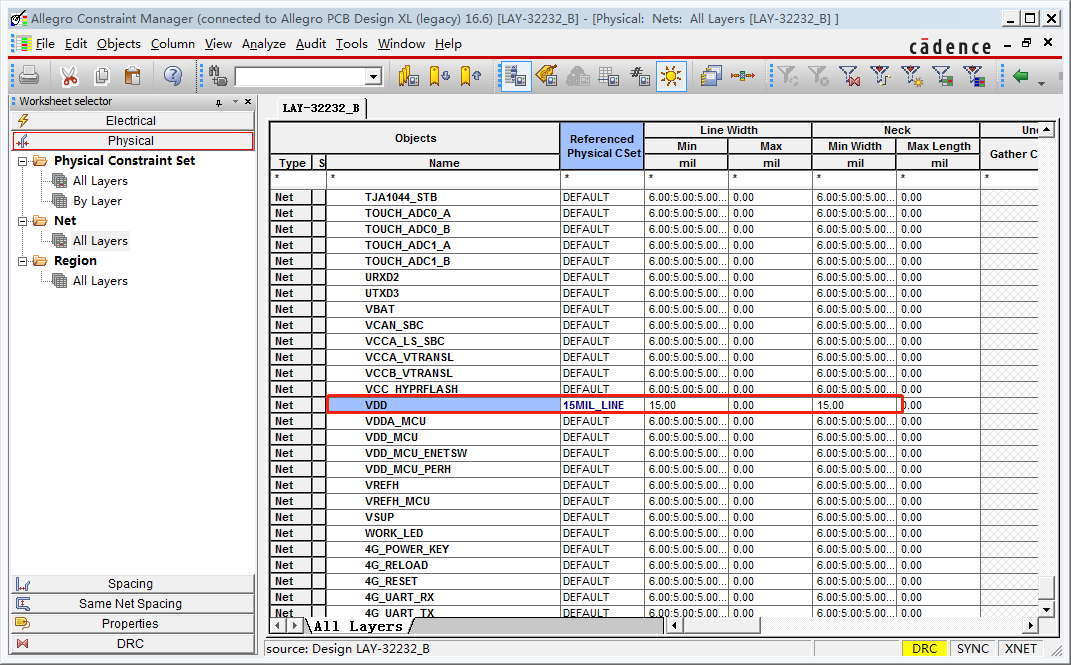 Allegro Constraint Manager (connected to Allegro PCB Design XL (legacy) 16.6) [LAY-32232_B] - [Physical: Nets: All Layers [LAY-32232_B] ]
File Edit Objects Column View Analyze Audit Tools Window Help
cādence
Worksheet selector
Electrical
Physical
Physical Constraint Set
All Layers
By Layer
Net
All Layers
Region
All Layers
Spacing
Same Net Spacing
Properties
DRC
LAY-32232_B
Objects Referenced Physical CSet Line Width Neck Unc
Min Max Min Width Max Length Gather C
Type S Name mil mil mil mil
* * * * * * * *
Net TJA1044_STB DEFAULT 6.00:5.00:5.00... 0.00 6.00:5.00:5.00... 0.00
Net TOUCH_ADC0_A DEFAULT 6.00:5.00:5.00... 0.00 6.00:5.00:5.00... 0.00
Net TOUCH_ADC0_B DEFAULT 6.00:5.00:5.00... 0.00 6.00:5.00:5.00... 0.00
Net TOUCH_ADC1_A DEFAULT 6.00:5.00:5.00... 0.00 6.00:5.00:5.00... 0.00
Net TOUCH_ADC1_B DEFAULT 6.00:5.00:5.00... 0.00 6.00:5.00:5.00... 0.00
Net URXD2 DEFAULT 6.00:5.00:5.00... 0.00 6.00:5.00:5.00... 0.00
Net UTXD3 DEFAULT 6.00:5.00:5.00... 0.00 6.00:5.00:5.00... 0.00
Net VBAT DEFAULT 6.00:5.00:5.00... 0.00 6.00:5.00:5.00... 0.00
Net VCAN_SBC DEFAULT 6.00:5.00:5.00... 0.00 6.00:5.00:5.00... 0.00
Net VCCA_LS_SBC DEFAULT 6.00:5.00:5.00... 0.00 6.00:5.00:5.00... 0.00
Net VCCA_VTRANSL DEFAULT 6.00:5.00:5.00... 0.00 6.00:5.00:5.00... 0.00
Net VCCB_VTRANSL DEFAULT 6.00:5.00:5.00... 0.00 6.00:5.00:5.00... 0.00
Net VCC_HYPRFLASH DEFAULT 6.00:5.00:5.00... 0.00 6.00:5.00:5.00... 0.00
Net VDD 15MIL_LINE 15.00 0.00 15.00 0.00
Net VDDA_MCU DEFAULT 6.00:5.00:5.00... 0.00 6.00:5.00:5.00... 0.00
Net VDD_MCU DEFAULT 6.00:5.00:5.00... 0.00 6.00:5.00:5.00... 0.00
Net VDD_MCU_ENETSW DEFAULT 6.00:5.00:5.00... 0.00 6.00:5.00:5.00... 0.00
Net VDD_MCU_PERH DEFAULT 6.00:5.00:5.00... 0.00 6.00:5.00:5.00... 0.00
Net VREFH DEFAULT 6.00:5.00:5.00... 0.00 6.00:5.00:5.00... 0.00
Net VREFH_MCU DEFAULT 6.00:5.00:5.00... 0.00 6.00:5.00:5.00... 0.00
Net VSUP DEFAULT 6.00:5.00:5.00... 0.00 6.00:5.00:5.00... 0.00
Net WORK_LED DEFAULT 6.00:5.00:5.00... 0.00 6.00:5.00:5.00... 0.00
Net 4G_POWER_KEY DEFAULT 6.00:5.00:5.00... 0.00 6.00:5.00:5.00... 0.00
Net 4G_RELOAD DEFAULT 6.00:5.00:5.00... 0.00 6.00:5.00:5.00... 0.00
Net 4G_RESET DEFAULT 6.00:5.00:5.00... 0.00 6.00:5.00:5.00... 0.00
Net 4G_UART_RX DEFAULT 6.00:5.00:5.00... 0.00 6.00:5.00:5.00... 0.00
Net 4G_UART_TX DEFAULT 6.00:5.00:5.00... 0.00 6.00:5.00:5.00... 0.00
All Layers
source: Design LAY-32232_B DRC SYNC XNET